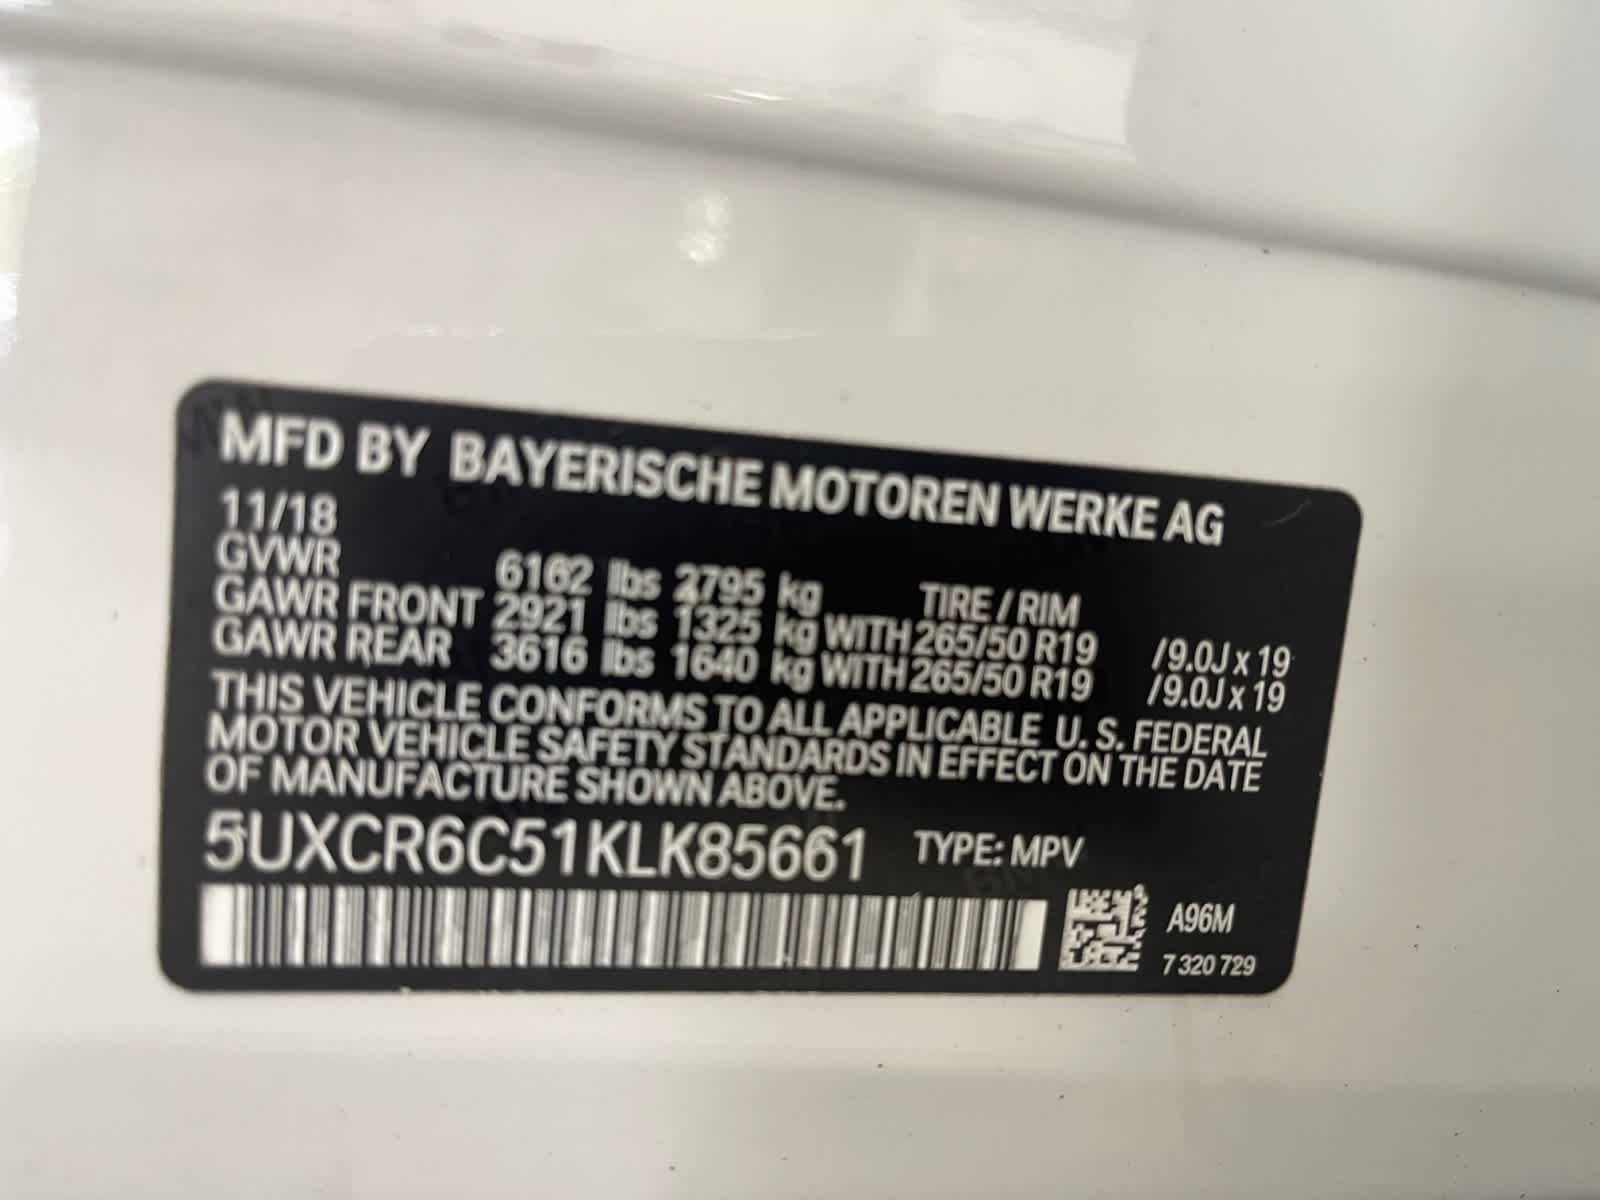 MFD BY BAYERISCHE MOTOREN WERKE AG
11/18
GVWR 6162 lbs 2795 kg TIRE / RIM
GAWR FRONT 2921 lbs 1325 kg WITH 265/50 R19 /9.0J x 19
GAWR REAR 3616 lbs 1640 kg WITH 265/50 R19 /9.0J x 19
THIS VEHICLE CONFORMS TO ALL APPLICABLE U. S. FEDERAL
MOTOR VEHICLE SAFETY STANDARDS IN EFFECT ON THE DATE
OF MANUFACTURE SHOWN ABOVE.
5UXCR6C51KLK85661 TYPE: MPV
A96M
7 320 729